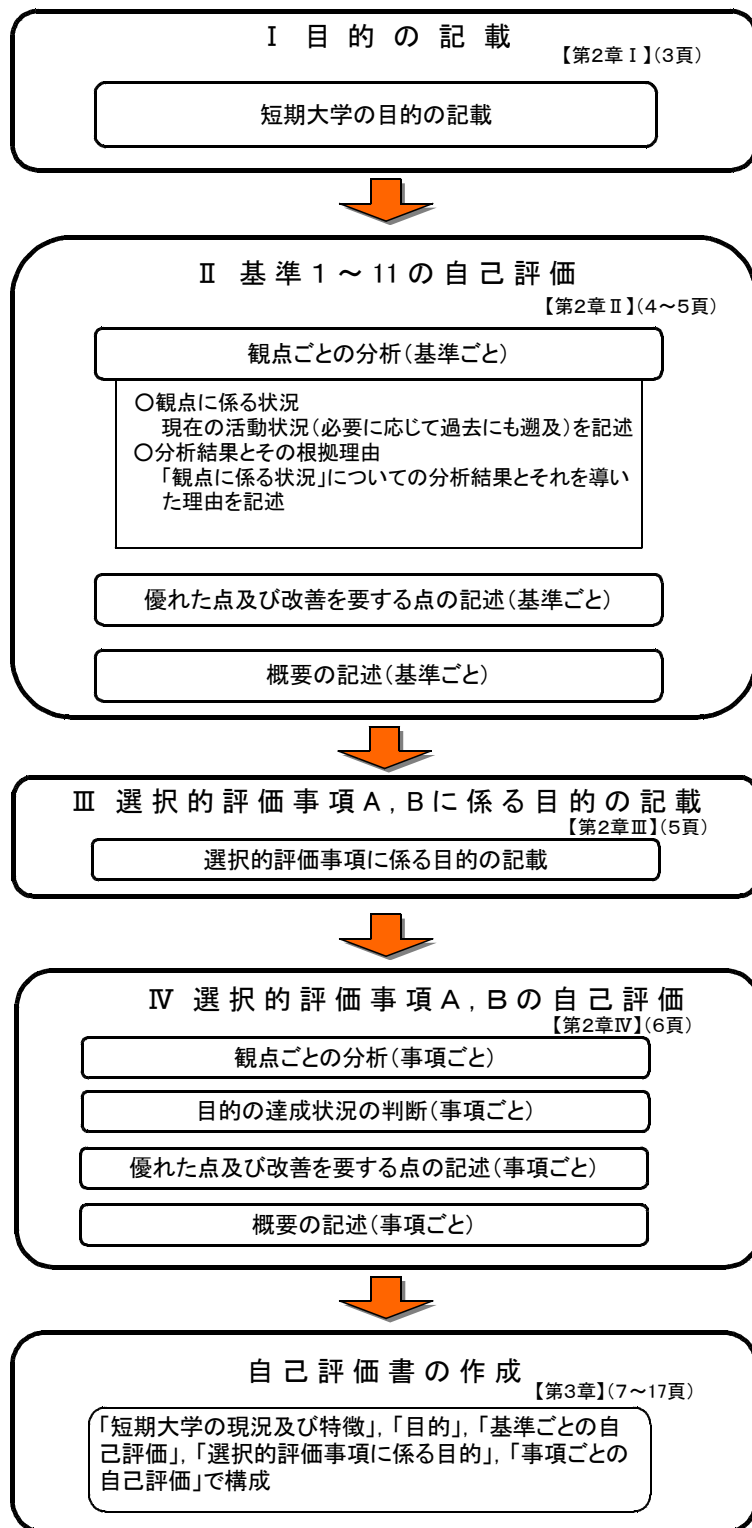 Ⅰ 目的の記載
【第2章Ⅰ】(3頁)
短期大学の目的の記載
Ⅱ 基準1～11の自己評価
【第2章Ⅱ】(4～5頁)
観点ごとの分析(基準ごと)
○観点に係る状況
現在の活動状況(必要に応じて過去にも遡及)を記述
○分析結果とその根拠理由
「観点に係る状況」についての分析結果とそれを導い
た理由を記述
優れた点及び改善を要する点の記述(基準ごと)
概要の記述(基準ごと)
Ⅲ 選択的評価事項A,Bに係る目的の記載
【第2章Ⅲ】(5頁)
選択的評価事項に係る目的の記載
Ⅳ 選択的評価事項A,Bの自己評価
【第2章Ⅳ】(6頁)
観点ごとの分析(事項ごと)
目的の達成状況の判断(事項ごと)
優れた点及び改善を要する点の記述(事項ごと)
概要の記述(事項ごと)
自己評価書の作成
【第3章】(7～17頁)
「短期大学の現況及び特徴」,「目的」,「基準ごとの自
己評価」,「選択的評価事項に係る目的」,「事項ごとの
自己評価」で構成